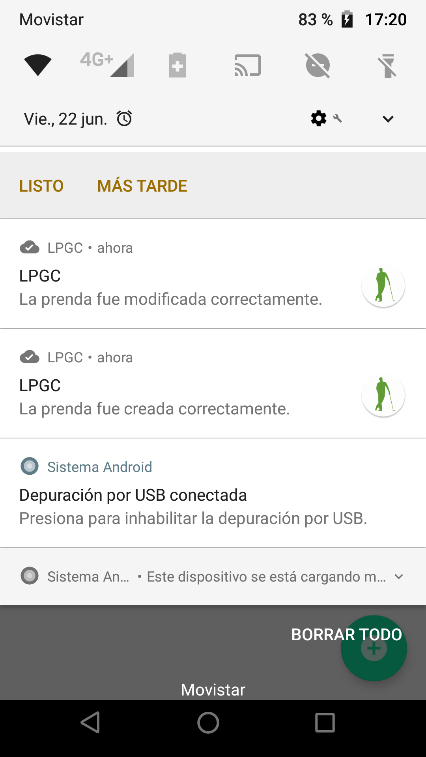 Movistar 83 % 17:20
4G+
Vie., 22 jun.
LISTO MÁS TARDE
LPGC • ahora
LPGC
La prenda fue modificada correctamente.
LPGC • ahora
LPGC
La prenda fue creada correctamente.
Sistema Android
Depuración por USB conectada
Presiona para inhabilitar la depuración por USB.
Sistema An... • Este dispositivo se está cargando m...
BORRAR TODO
Movistar